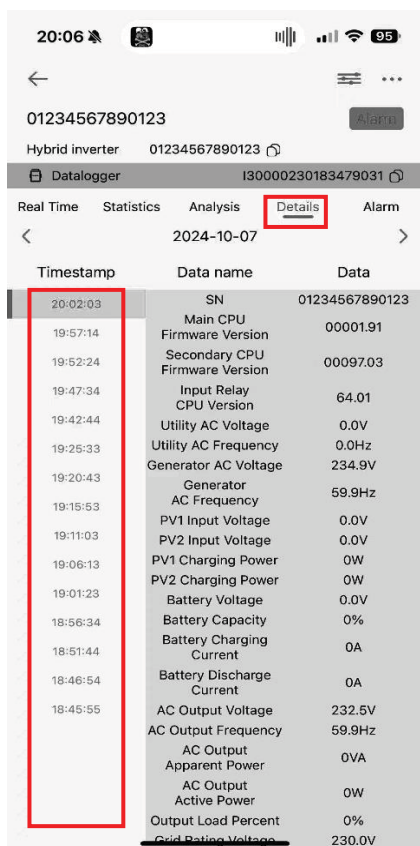 20:06
95
01234567890123
Alarm
Hybrid inverter 01234567890123
Datalogger I30000230183479031
Real Time Statistics Analysis Details Alarm
2024-10-07
Timestamp Data name Data
20:02:03
19:57:14
19:52:24
19:47:34
19:42:44
19:25:33
19:20:43
19:15:53
19:11:03
19:06:13
19:01:23
18:56:34
18:51:44
18:46:54
18:45:55
SN 01234567890123
Main CPU
Firmware Version 00001.91
Secondary CPU
Firmware Version 00097.03
Input Relay
CPU Version 64.01
Utility AC Voltage 0.0V
Utility AC Frequency 0.0Hz
Generator AC Voltage 234.9V
Generator
AC Frequency 59.9Hz
PV1 Input Voltage 0.0V
PV2 Input Voltage 0.0V
PV1 Charging Power 0W
PV2 Charging Power 0W
Battery Voltage 0.0V
Battery Capacity 0%
Battery Charging
Current 0A
Battery Discharge
Current 0A
AC Output Voltage 232.5V
AC Output Frequency 59.9Hz
AC Output
Apparent Power 0VA
AC Output
Active Power 0W
Output Load Percent 0%
Grid Rating Voltage 230.0V